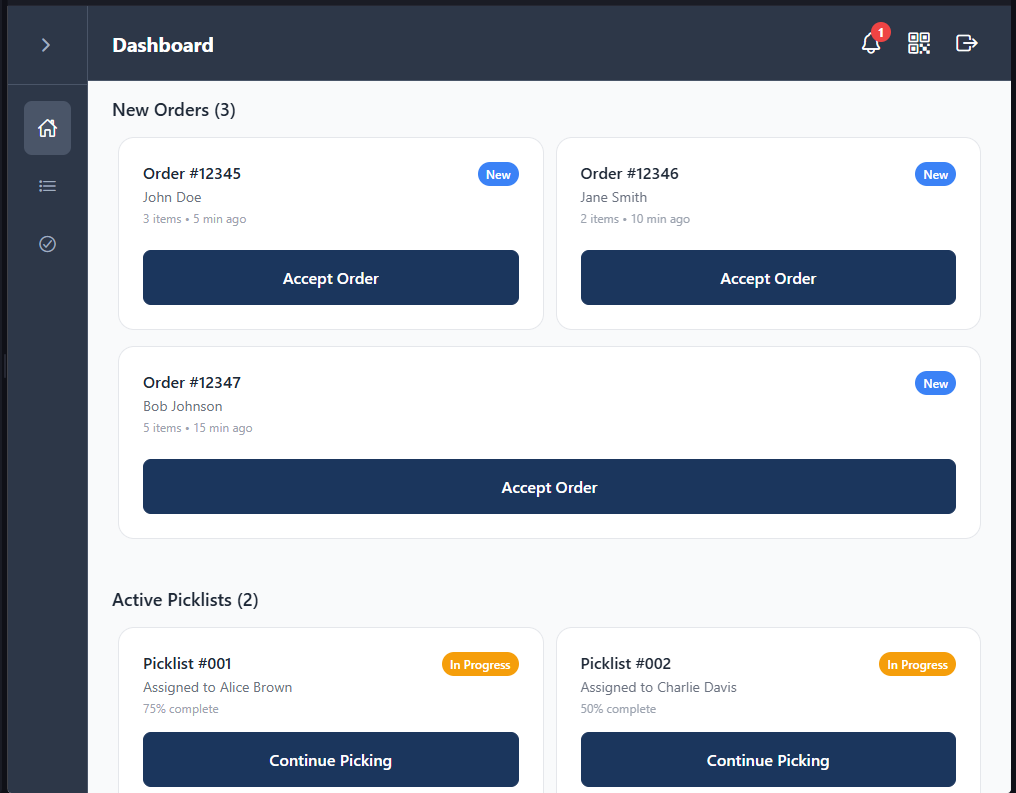 Dashboard
1
New Orders (3)
Order #12345
New
John Doe
3 items • 5 min ago
Accept Order
Order #12346
New
Jane Smith
2 items • 10 min ago
Accept Order
Order #12347
New
Bob Johnson
5 items • 15 min ago
Accept Order
Active Picklists (2)
Picklist #001
In Progress
Assigned to Alice Brown
75% complete
Continue Picking
Picklist #002
In Progress
Assigned to Charlie Davis
50% complete
Continue Picking